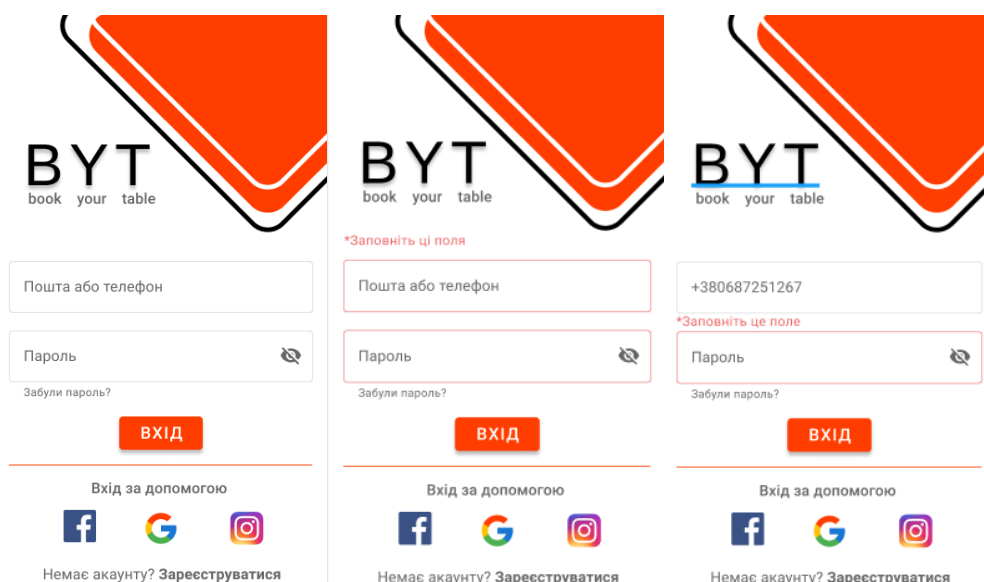 BYT
book your table
Пошта або телефон
Пароль
Забули пароль?
ВХІД
Вхід за допомогою
Немає акаунту? Зареєструватися
BYT
book your table
*Заповніть ці поля
Пошта або телефон
Пароль
Забули пароль?
ВХІД
Вхід за допомогою
Немає акаунту? Зареєструватися
BYT
book your table
+380687251267
*Заповніть це поле
Пароль
Забули пароль?
ВХІД
Вхід за допомогою
Немає акаунту? Зареєструватися